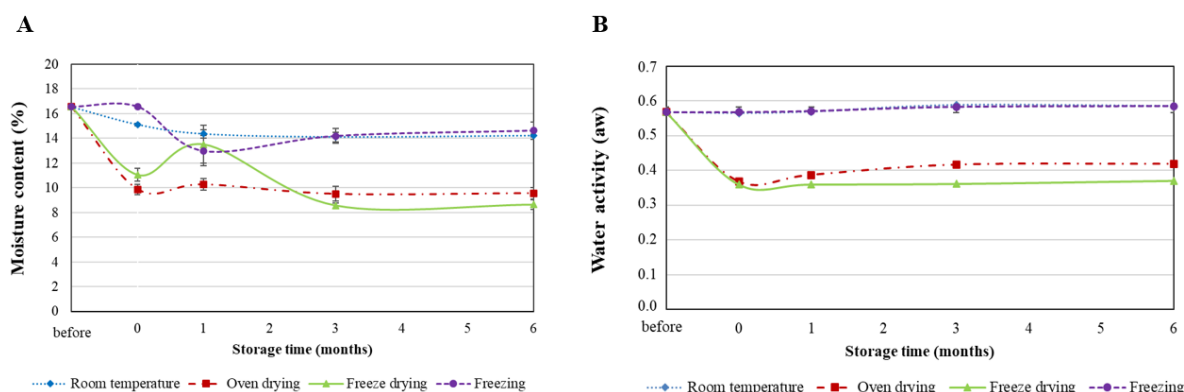 A
Moisture content (%)
20
18
16
14
12
10
8
6
4
2
0
before 0 1 2 3 4 5 6
Storage time (months)
Room temperature Oven drying Freeze drying Freezing
B
Water activity (aw)
0.7
0.6
0.5
0.4
0.3
0.2
0.1
0.0
before 0 1 2 3 4 5 6
Storage time (months)
Room temperature Oven drying Freeze drying Freezing